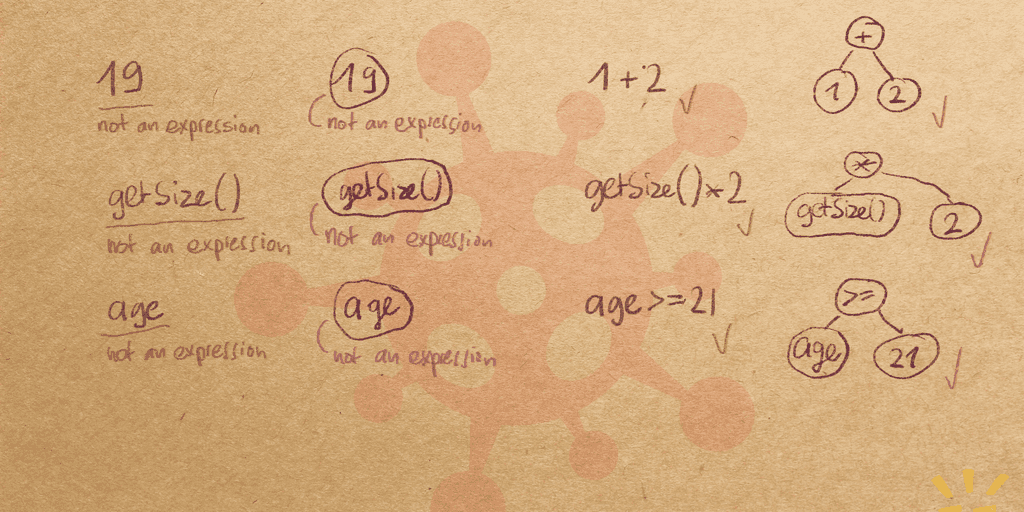 19
not an expression
19
not an expression
1+2
+
1 2
getSize()
not an expression
getSize()
not an expression
getSize()*2
*
getSize() 2
age
not an expression
age
not an expression
age >=21
>=
age 21